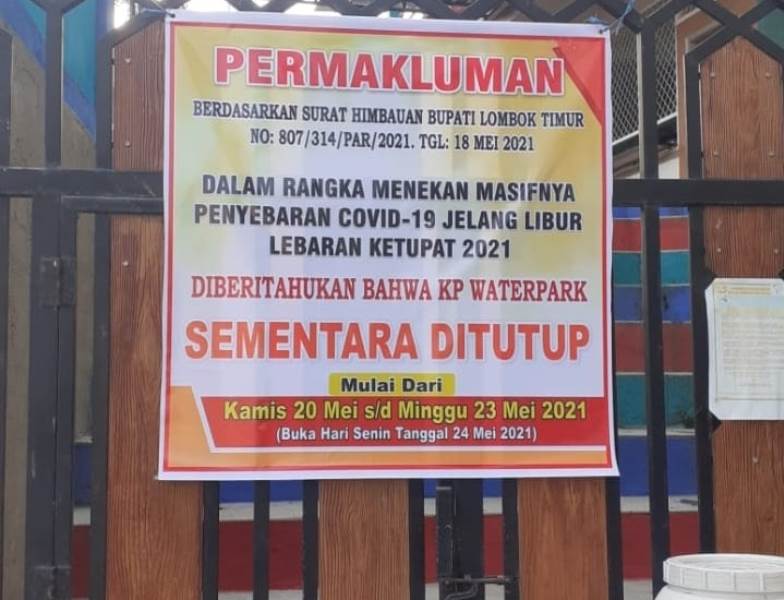 PERMAKLUMAN
BERDASARKAN SURAT HIMBAUAN BUPATI LOMBOK TIMUR
NO: 807/314/PAR/2021. TGL: 18 MEI 2021
DALAM RANGKA MENEKAN MASIFNYA
PENYEBARAN COVID-19 JELANG LIBUR
LEBARAN KETUPAT 2021
DIBERITAHUKAN BAHWA KP WATERPARK
SEMENTARA DITUTUP
Mulai Dari
Kamis 20 Mei s/d Minggu 23 Mei 2021
(Buka Hari Senin Tanggal 24 Mei 2021)